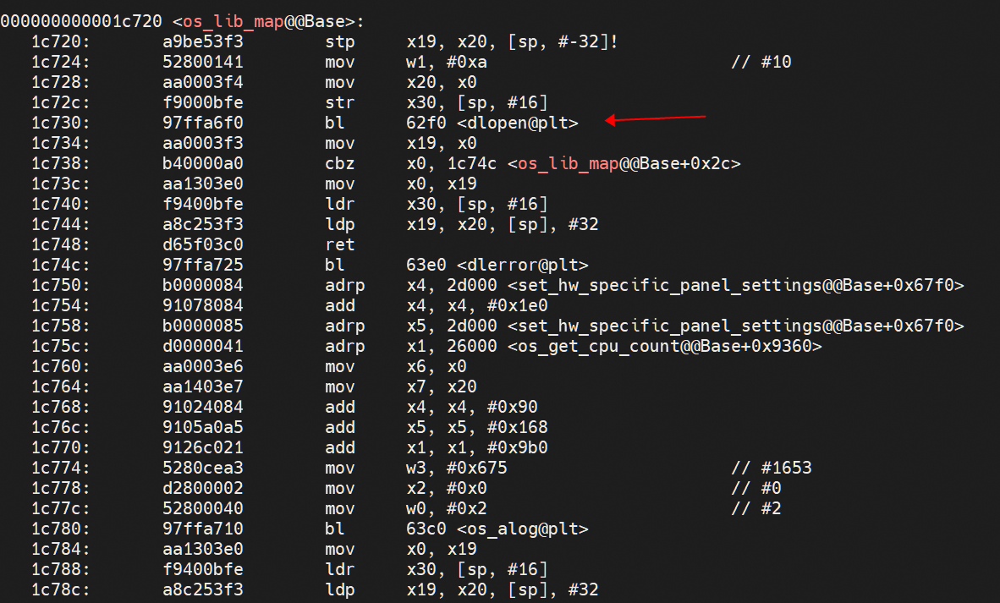 000000000001c720 <os_lib_map@@Base>:
1c720: a9be53f3 stp x19, x20, [sp, #-32]!
1c724: 52800141 mov w1, #0xa // #10
1c728: aa0003f4 mov x20, x0
1c72c: f9000bfe str x30, [sp, #16]
1c730: 97ffa6f0 bl 62f0 <dlopen@plt>
1c734: aa0003f3 mov x19, x0
1c738: b40000a0 cbz x0, 1c74c <os_lib_map@@Base+0x2c>
1c73c: aa1303e0 mov x0, x19
1c740: f9400bfe ldr x30, [sp, #16]
1c744: a8c253f3 ldp x19, x20, [sp], #32
1c748: d65f03c0 ret
1c74c: 97ffa725 bl 63e0 <dlerror@plt>
1c750: b0000084 adrp x4, 2d000 <set_hw_specific_panel_settings@@Base+0x67f0>
1c754: 91078084 add x4, x4, #0x1e0
1c758: b0000085 adrp x5, 2d000 <set_hw_specific_panel_settings@@Base+0x67f0>
1c75c: d0000041 adrp x1, 26000 <os_get_cpu_count@@Base+0x9360>
1c760: aa0003e6 mov x6, x0
1c764: aa1403e7 mov x7, x20
1c768: 91024084 add x4, x4, #0x90
1c76c: 9105a0a5 add x5, x5, #0x168
1c770: 9126c021 add x1, x1, #0x9b0
1c774: 5280cea3 mov w3, #0x675 // #1653
1c778: d2800002 mov x2, #0x0 // #0
1c77c: 52800040 mov w0, #0x2 // #2
1c780: 97ffa710 bl 63c0 <os_alog@plt>
1c784: aa1303e0 mov x0, x19
1c788: f9400bfe ldr x30, [sp, #16]
1c78c: a8c253f3 ldp x19, x20, [sp], #32